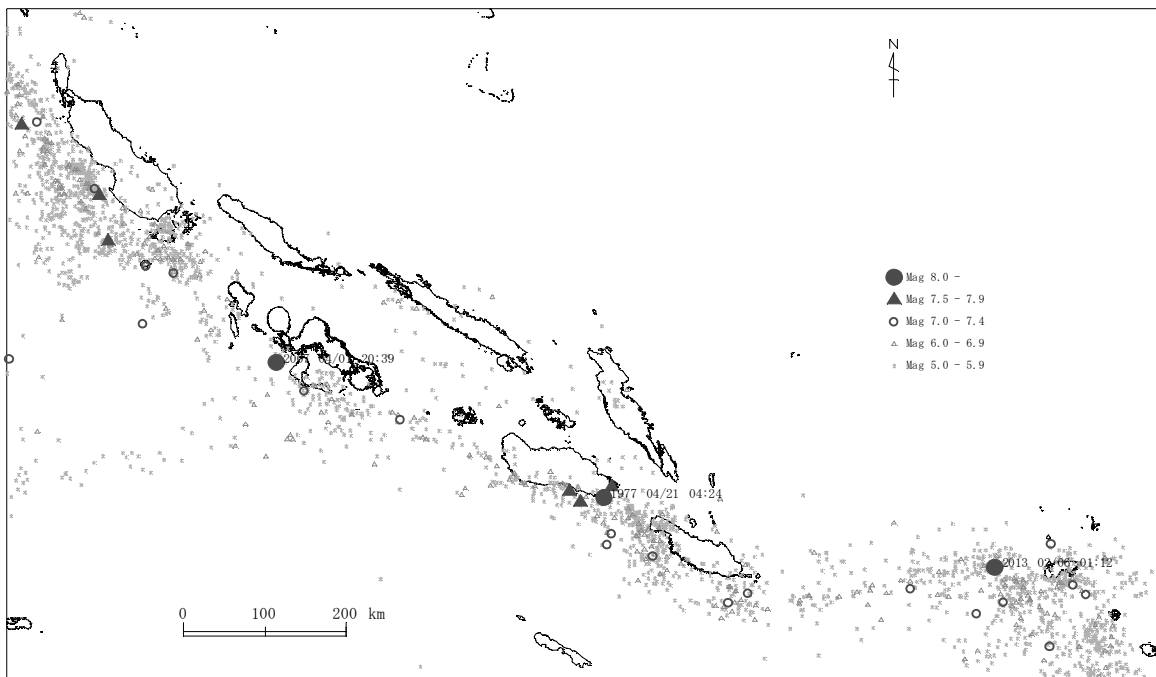 N
Mag 8.0 -
Mag 7.5 - 7.9
Mag 7.0 - 7.4
Mag 6.0 - 6.9
Mag 5.0 - 5.9
04/01 20:39
1977 04/21 04:24
2013 02/06 01:12
0 100 200 km